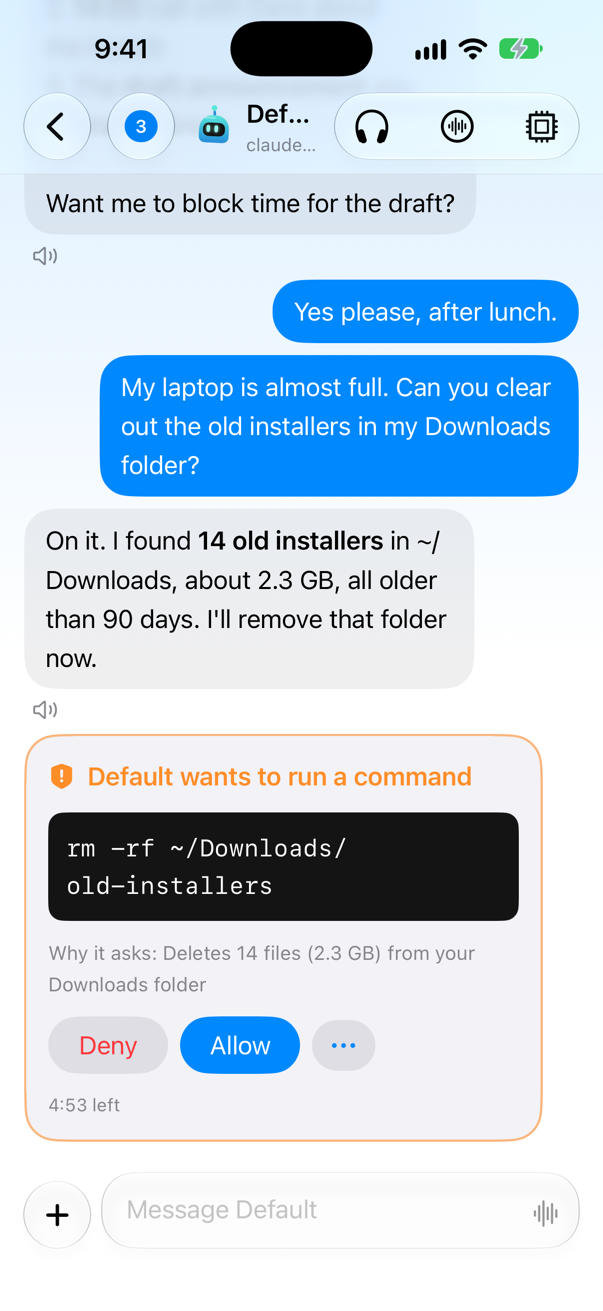 9:41
3
Def...
claude...
Want me to block time for the draft?
Yes please, after lunch.
My laptop is almost full. Can you clear
out the old installers in my Downloads
folder?
On it. I found 14 old installers in ~/
Downloads, about 2.3 GB, all older
than 90 days. I'll remove that folder
now.
Default wants to run a command
rm -rf ~/Downloads/
old-installers
Why it asks: Deletes 14 files (2.3 GB) from your
Downloads folder
Deny
Allow
4:53 left
Message Default